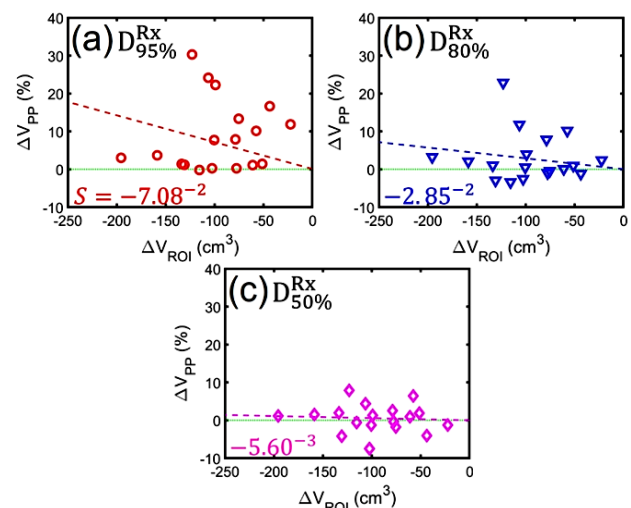 (a) D^Rx_95%
40
30
20
10
0
-10
ΔV_PP (%)
S = −7.08⁻²
-250 -200 -150 -100 -50 0
ΔV_ROI (cm³)
(b) D^Rx_80%
40
30
20
10
0
-10
ΔV_PP (%)
−2.85⁻²
-250 -200 -150 -100 -50 0
ΔV_ROI (cm³)
(c) D^Rx_50%
40
30
20
10
0
-10
ΔV_PP (%)
−5.60⁻³
-250 -200 -150 -100 -50 0
ΔV_ROI (cm³)